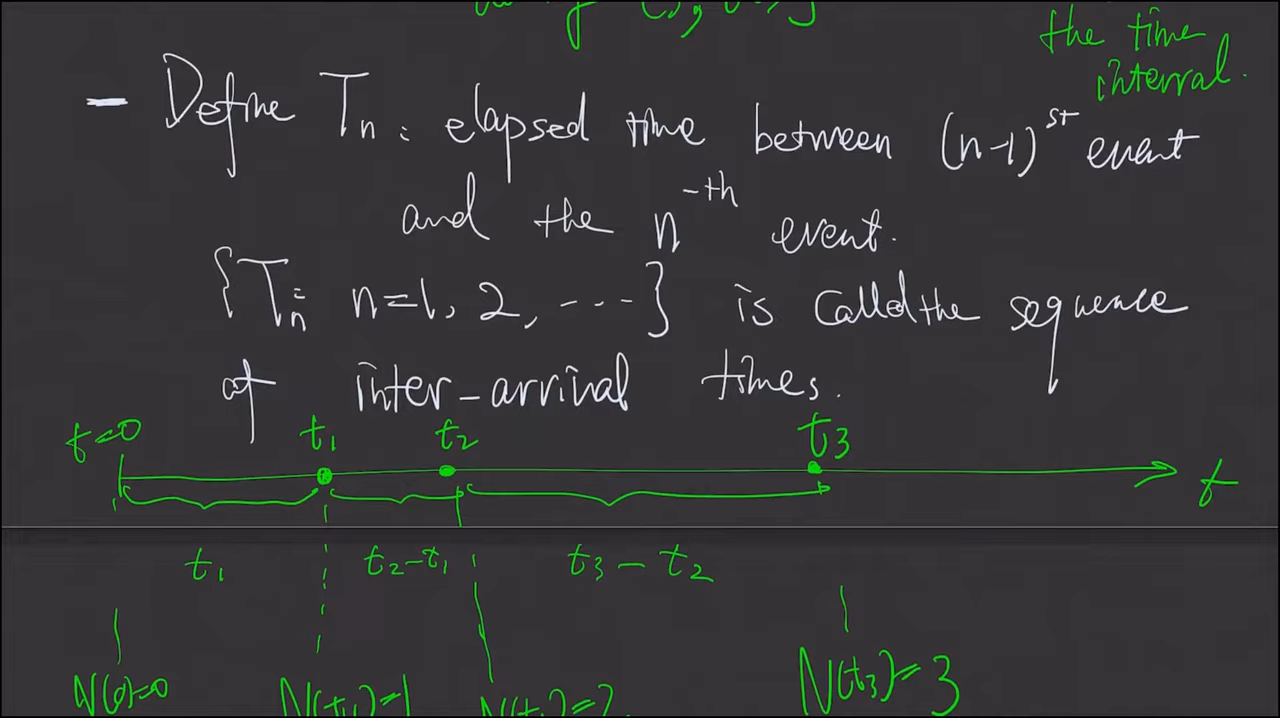 the time
interval.
- Define Tn : elapsed time between (n-1)^st event
and the n^-th event.
{Tn: n=1, 2, ...} is called the sequence
of inter-arrival times.
t=0 t1 t2 t3
t
t1 t2-t1 t3-t2
N(0)=0 N(t1)=1 N(t2)=2 N(t3)=3